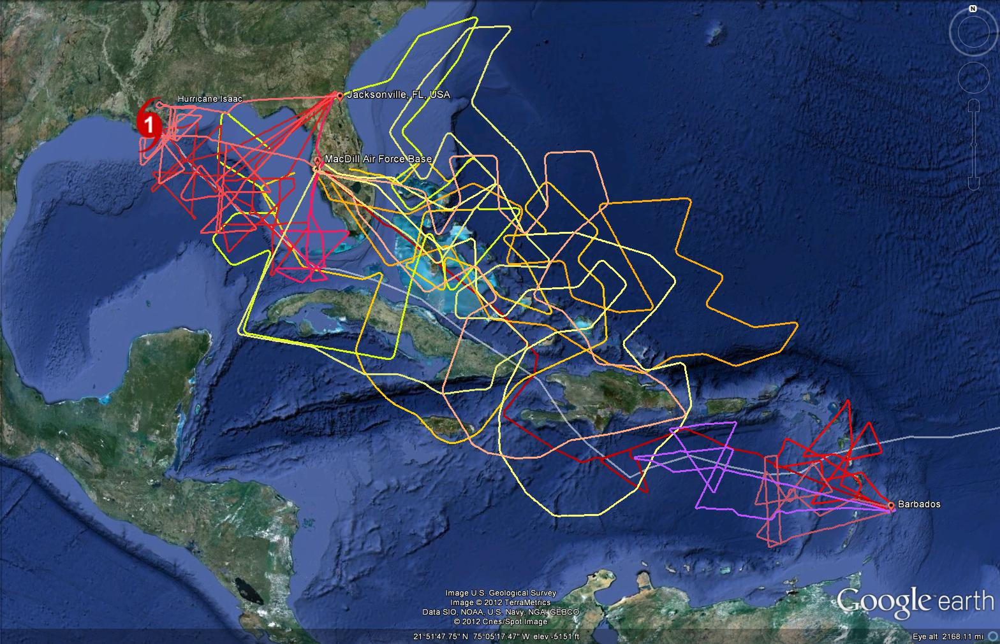 N
Hurricane Isaac
Jacksonville, FL, USA
1
MacDill Air Force Base
Barbados
Image U.S. Geological Survey
Image © 2012 TerraMetrics
Data SIO, NOAA, U.S. Navy, NGA, GEBCO
© 2012 Cnes/Spot Image
Google earth
21°51'47.75" N 75°05'17.47" W elev -5151 ft
Eye alt 2168.11 mi